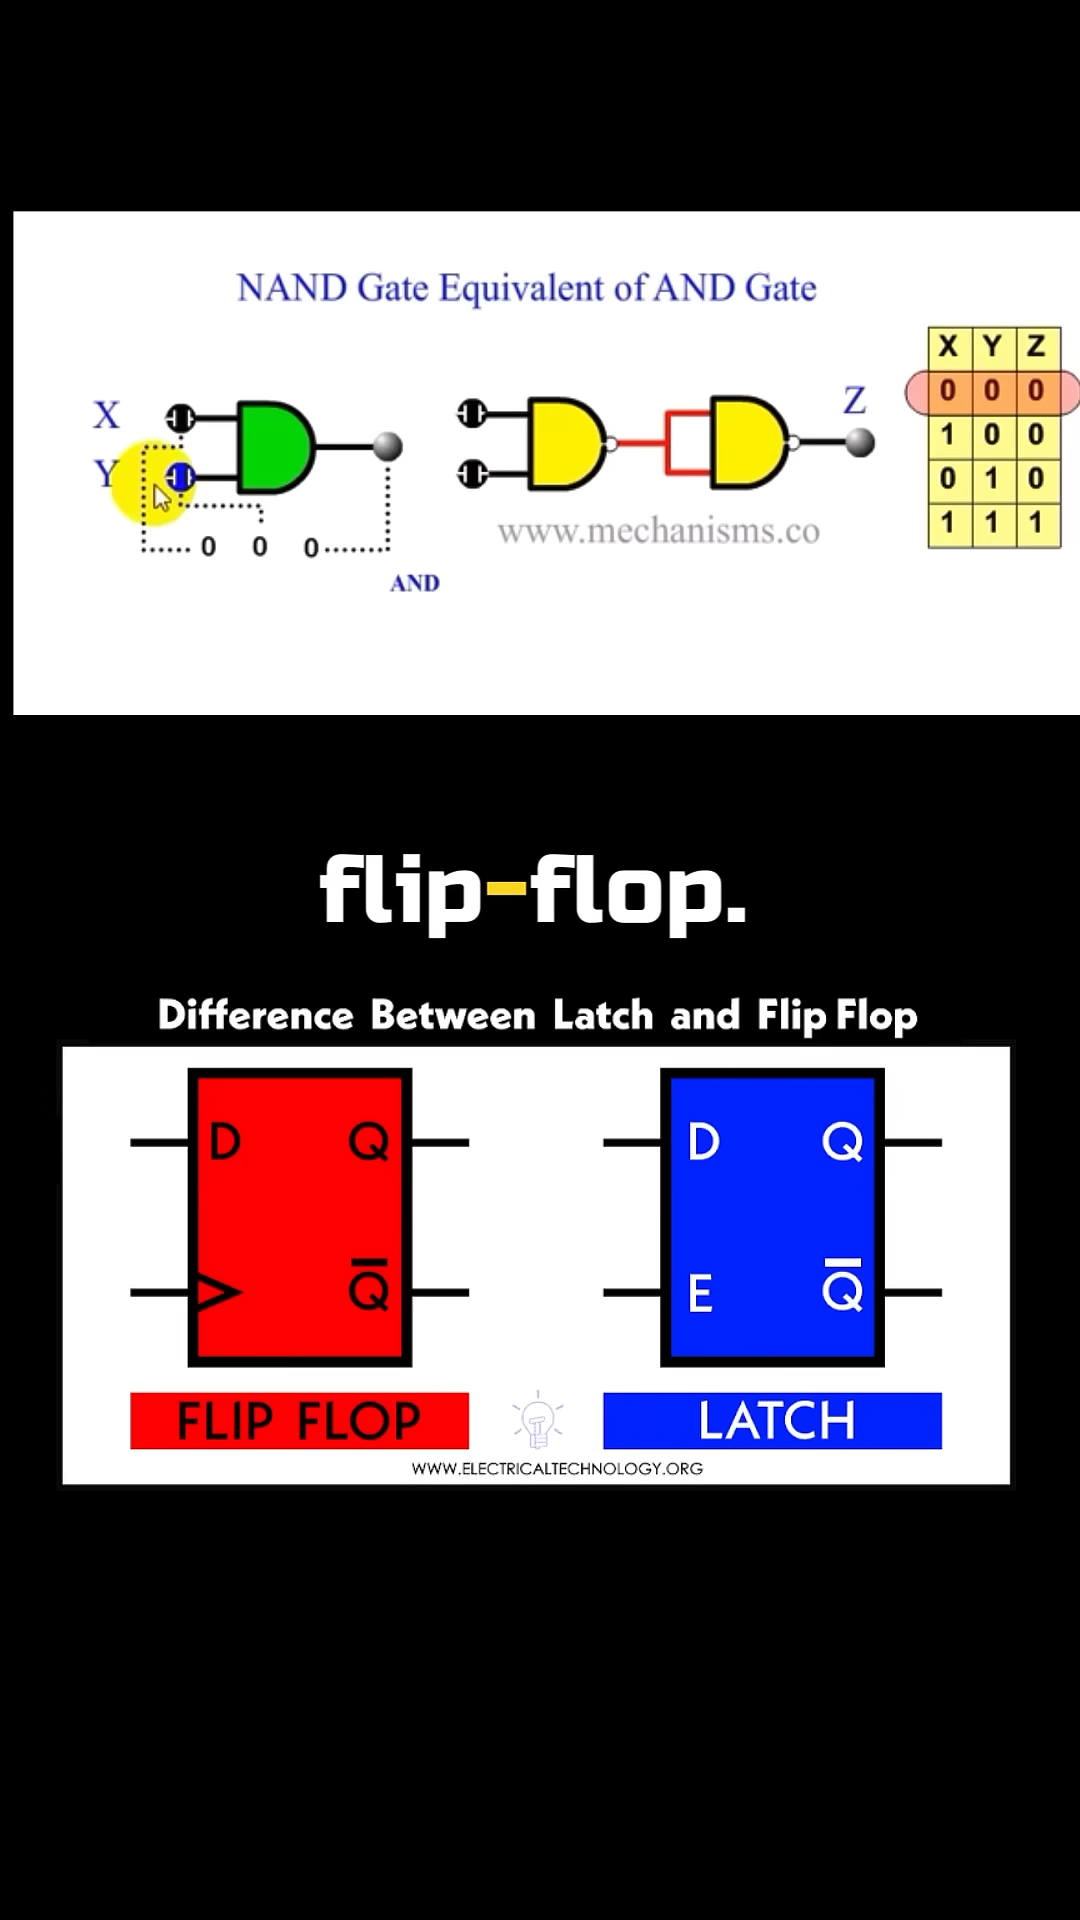 NAND Gate Equivalent of AND Gate
X Y Z
X
Z
0 0 0
Y
1 0 0
0 1 0
1 1 1
www.mechanisms.co
0 0 0
AND
flip-flop.
Difference Between Latch and Flip Flop
D Q
D Q
> Q̅
E Q̅
FLIP FLOP
LATCH
WWW.ELECTRICALTECHNOLOGY.ORG